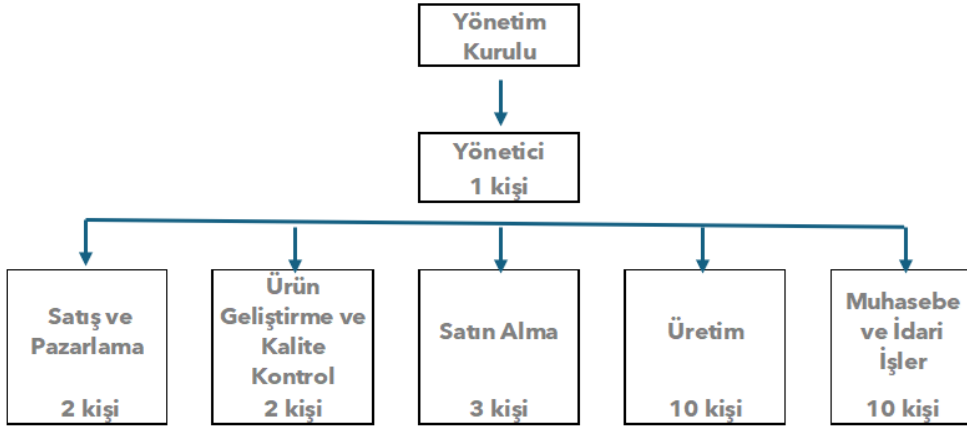 Yönetim
Kurulu
Yönetici
1 kişi
Satış ve
Pazarlama
2 kişi
Ürün
Geliştirme ve
Kalite
Kontrol
2 kişi
Satın Alma
3 kişi
Üretim
10 kişi
Muhasebe
ve İdari
İşler
10 kişi